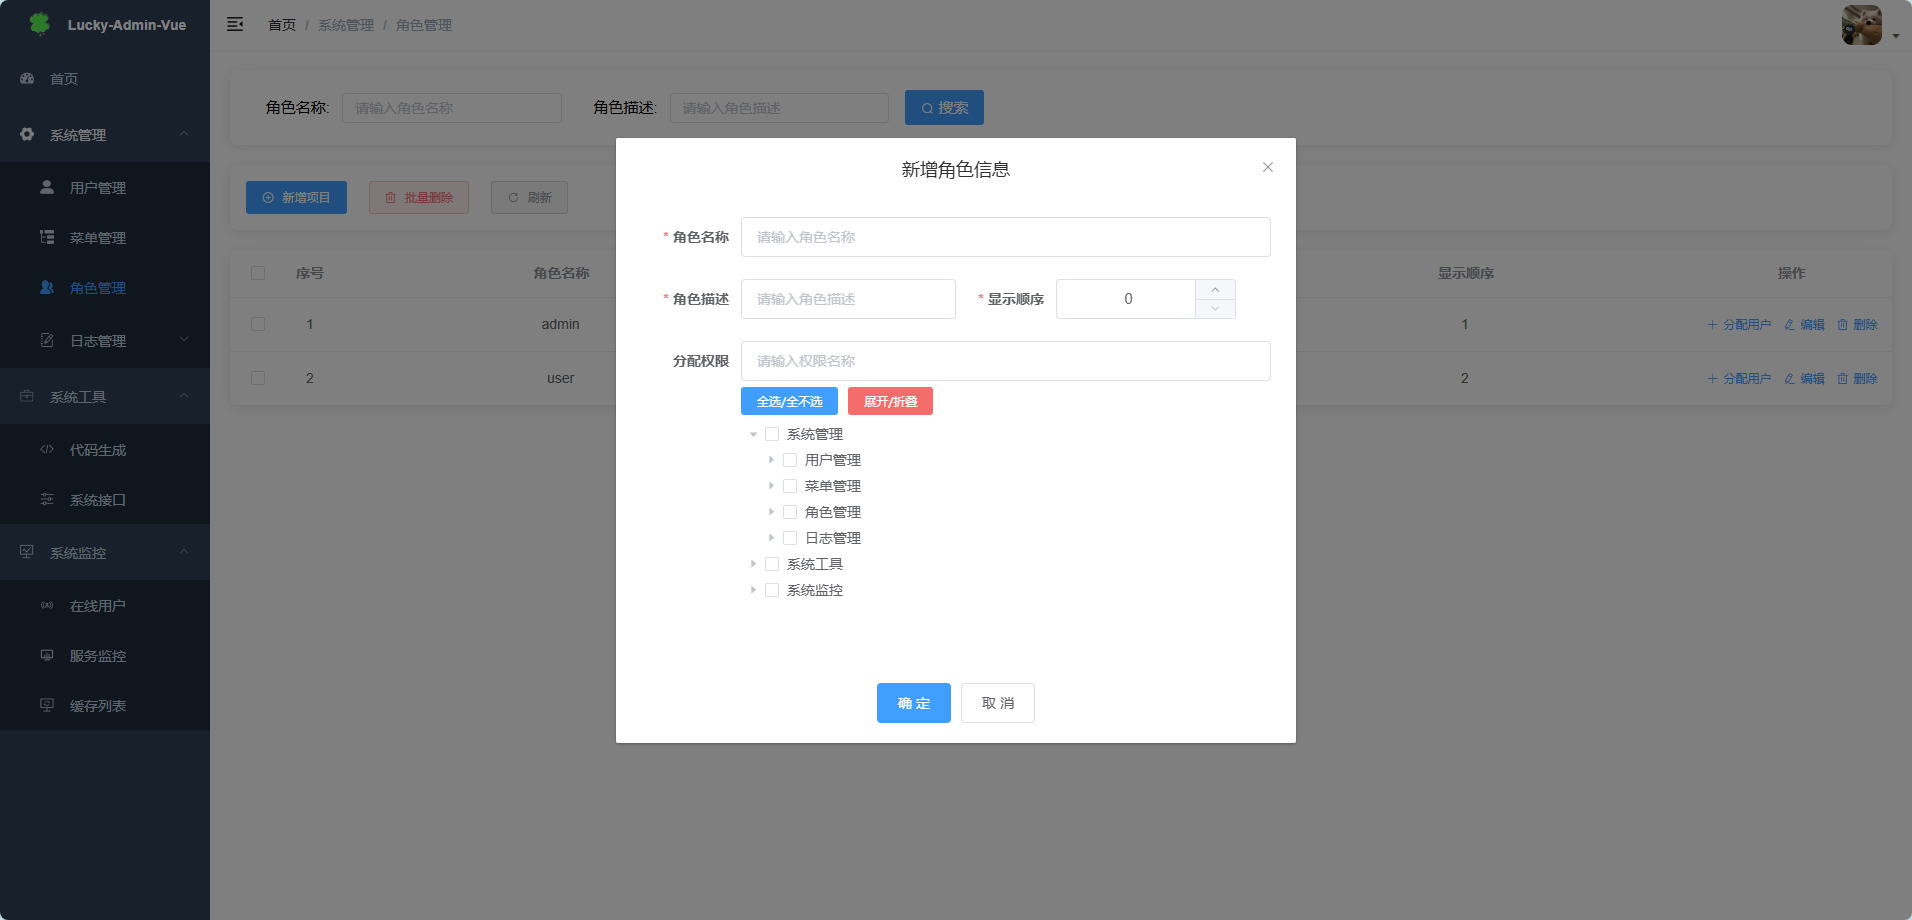 Lucky-Admin-Vue
首页
系统管理
用户管理
菜单管理
角色管理
日志管理
系统工具
代码生成
系统接口
系统监控
在线用户
服务监控
缓存列表
首页 / 系统管理 / 角色管理
角色名称: 请输入角色名称 角色描述: 请输入角色描述 搜索
新增项目 批量删除 刷新
序号 角色名称 显示顺序 操作
1 admin 1 分配用户 编辑 删除
2 user 2 分配用户 编辑 删除
新增角色信息
* 角色名称 请输入角色名称
* 角色描述 请输入角色描述 * 显示顺序 0
分配权限 请输入权限名称
全选/全不选 展开/折叠
系统管理
用户管理
菜单管理
角色管理
日志管理
系统工具
系统监控
确 定 取 消